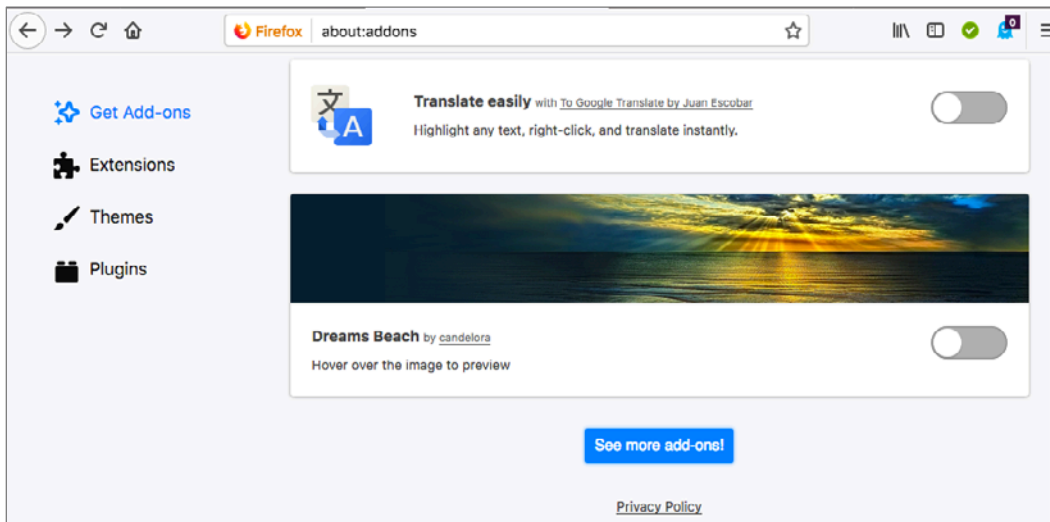 Firefox about:addons
0
Get Add-ons
Extensions
Themes
Plugins
文
A
Translate easily with To Google Translate by Juan Escobar
Highlight any text, right-click, and translate instantly.
Dreams Beach by candelora
Hover over the image to preview
See more add-ons!
Privacy Policy